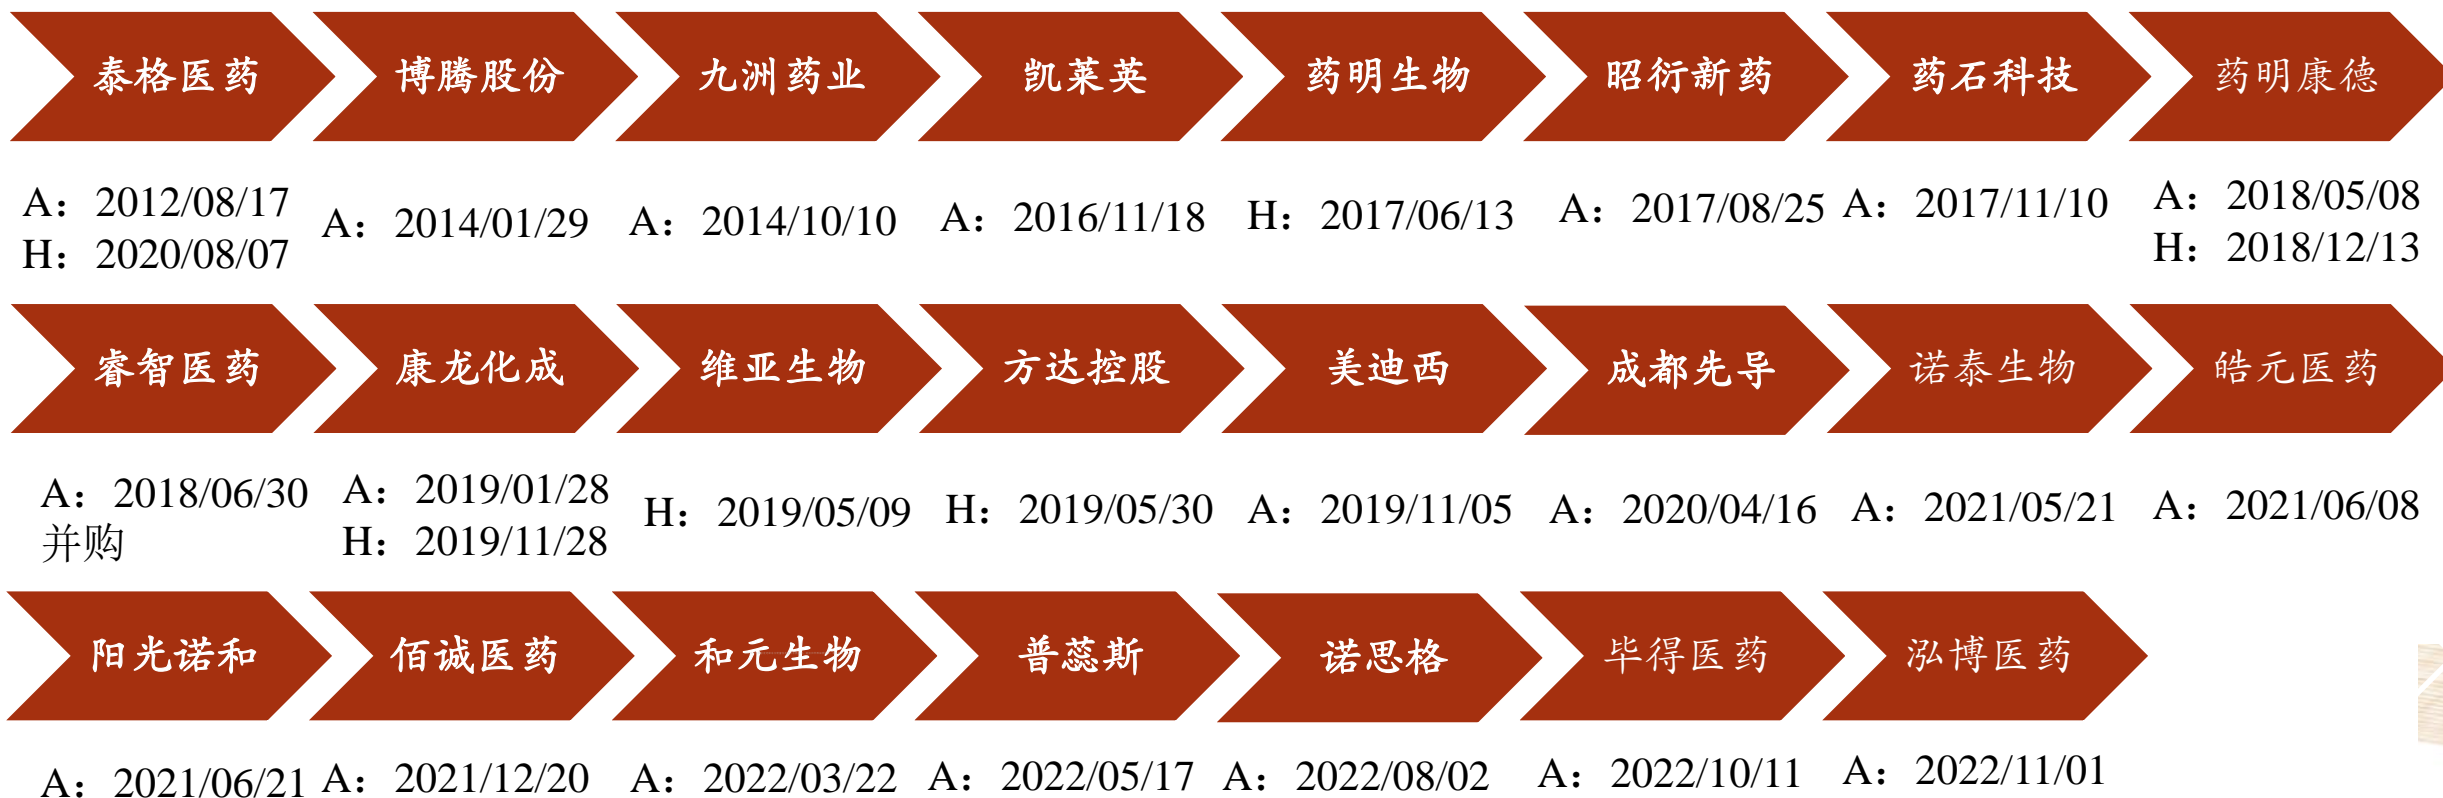 泰格医药 博腾股份 九洲药业 凯莱英 药明生物 昭衍新药 药石科技 药明康德
A：2012/08/17 A：2014/01/29 A：2014/10/10 A：2016/11/18 H：2017/06/13 A：2017/08/25 A：2017/11/10 A：2018/05/08
H：2020/08/07 H：2018/12/13
睿智医药 康龙化成 维亚生物 方达控股 美迪西 成都先导 诺泰生物 皓元医药
A：2018/06/30 A：2019/01/28 H：2019/05/09 H：2019/05/30 A：2019/11/05 A：2020/04/16 A：2021/05/21 A：2021/06/08
并购 H：2019/11/28
阳光诺和 佰诚医药 和元生物 普蕊斯 诺思格 毕得医药 泓博医药
A：2021/06/21 A：2021/12/20 A：2022/03/22 A：2022/05/17 A：2022/08/02 A：2022/10/11 A：2022/11/01